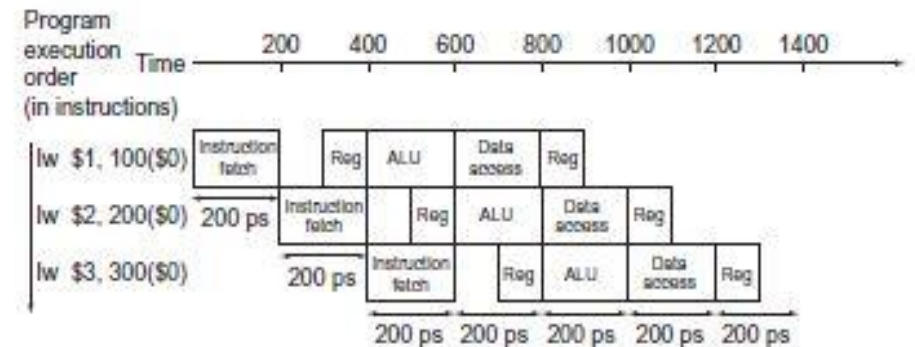 Program
execution
order
(in instructions)
Time
200 400 600 800 1000 1200 1400
lw $1, 100($0)
Instruction
fetch
Reg
ALU
Data
access
Reg
lw $2, 200($0)
200 ps
Instruction
fetch
Reg
ALU
Data
access
Reg
lw $3, 300($0)
200 ps
Instruction
fetch
Reg
ALU
Data
access
Reg
200 ps 200 ps 200 ps 200 ps 200 ps